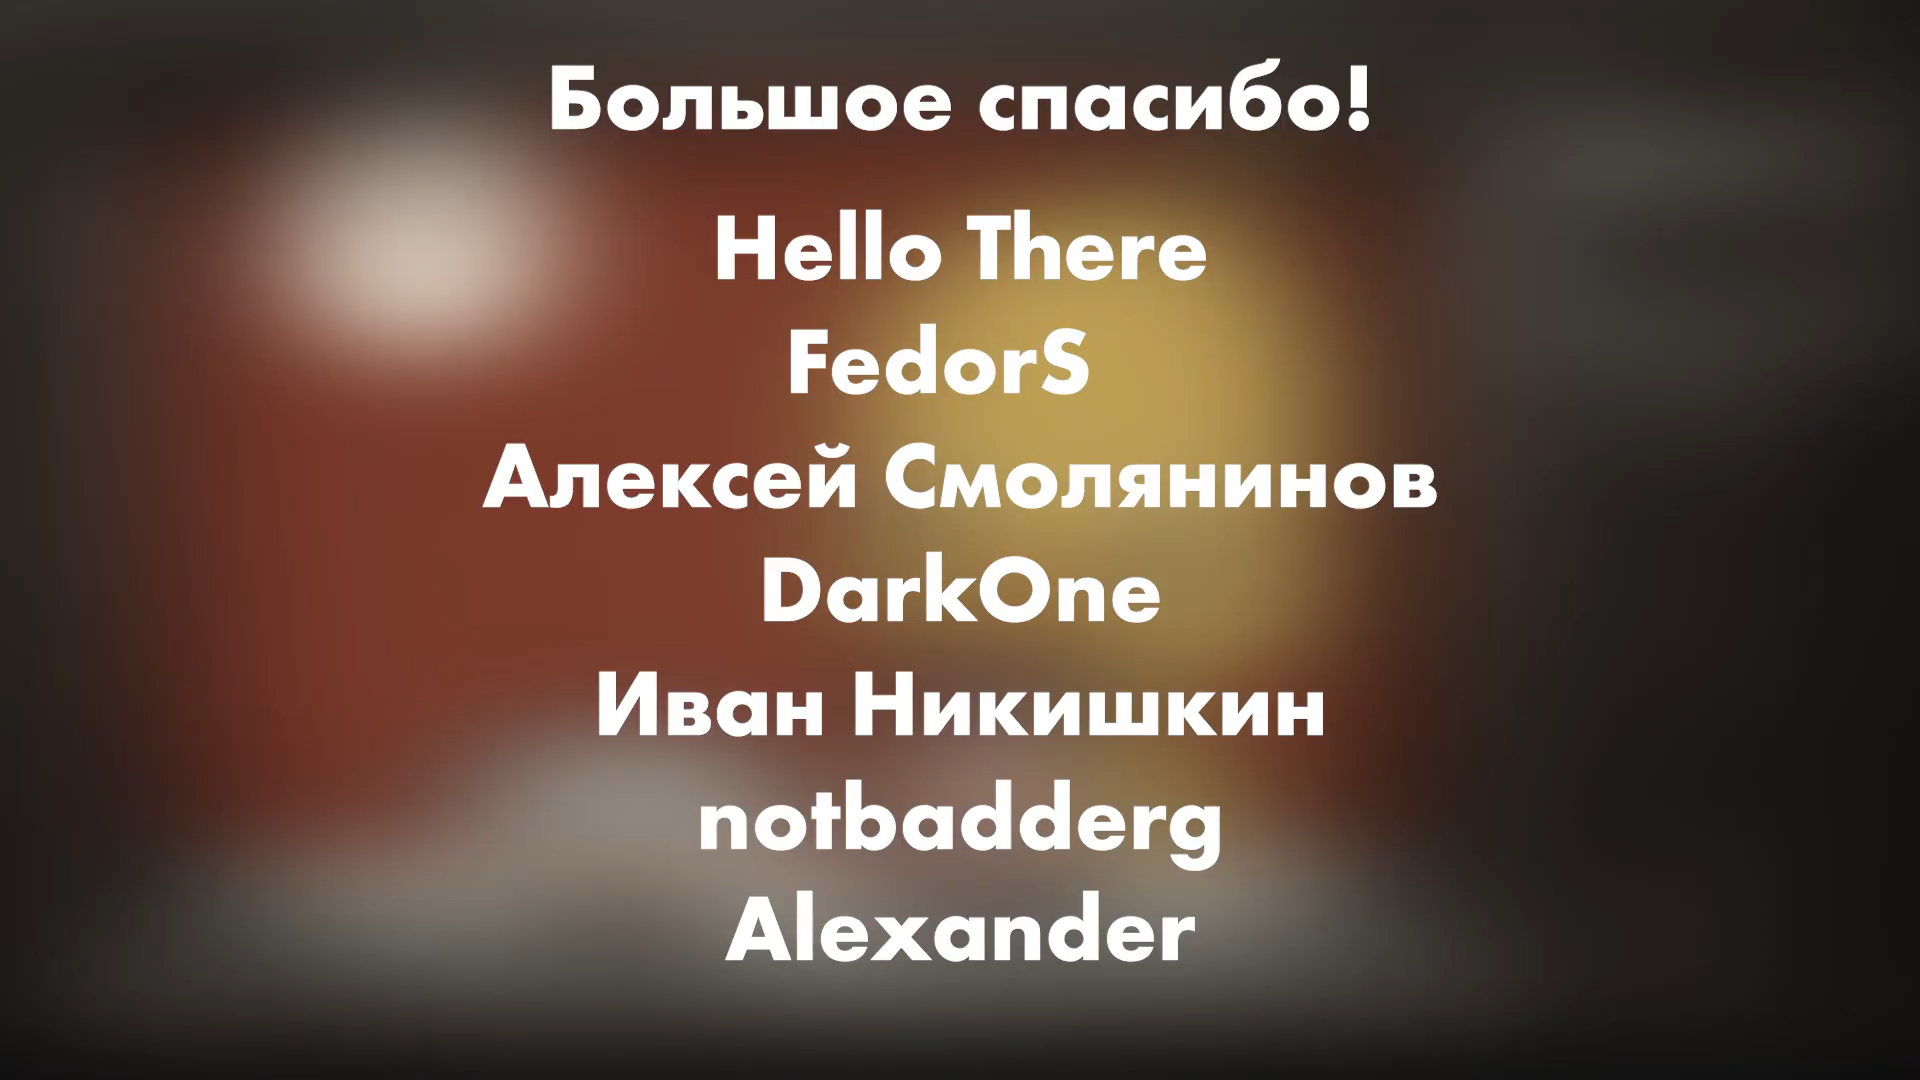 Большое спасибо!
Hello There
FedorS
Алексей Смолянинов
DarkOne
Иван Никишкин
notbadderg
Alexander